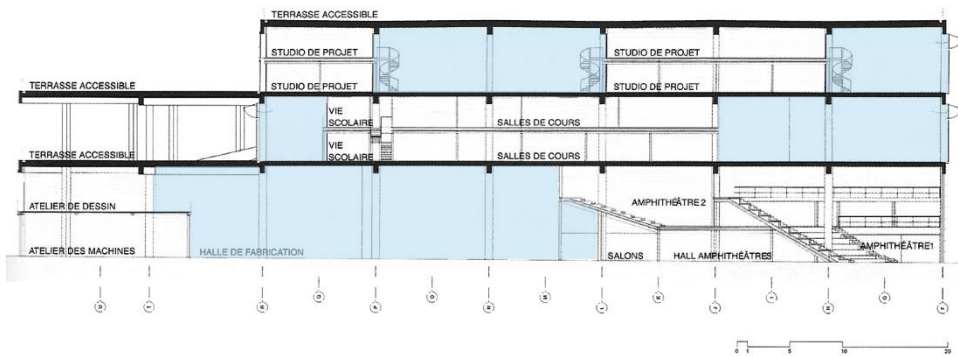 TERRASSE ACCESSIBLE
STUDIO DE PROJET
STUDIO DE PROJET
TERRASSE ACCESSIBLE
STUDIO DE PROJET
STUDIO DE PROJET
VIE
SCOLAIRE
SALLES DE COURS
TERRASSE ACCESSIBLE
VIE
SCOLAIRE
SALLES DE COURS
ATELIER DE DESSIN
AMPHITHÉÂTRE 2
ATELIER DES MACHINES
HALLE DE FABRICATION
SALONS
HALL AMPHITHÉÂTRES
AMPHITHÉÂTRE1
U T R Q P O N M L K J I H G F
0 1 5 10 20